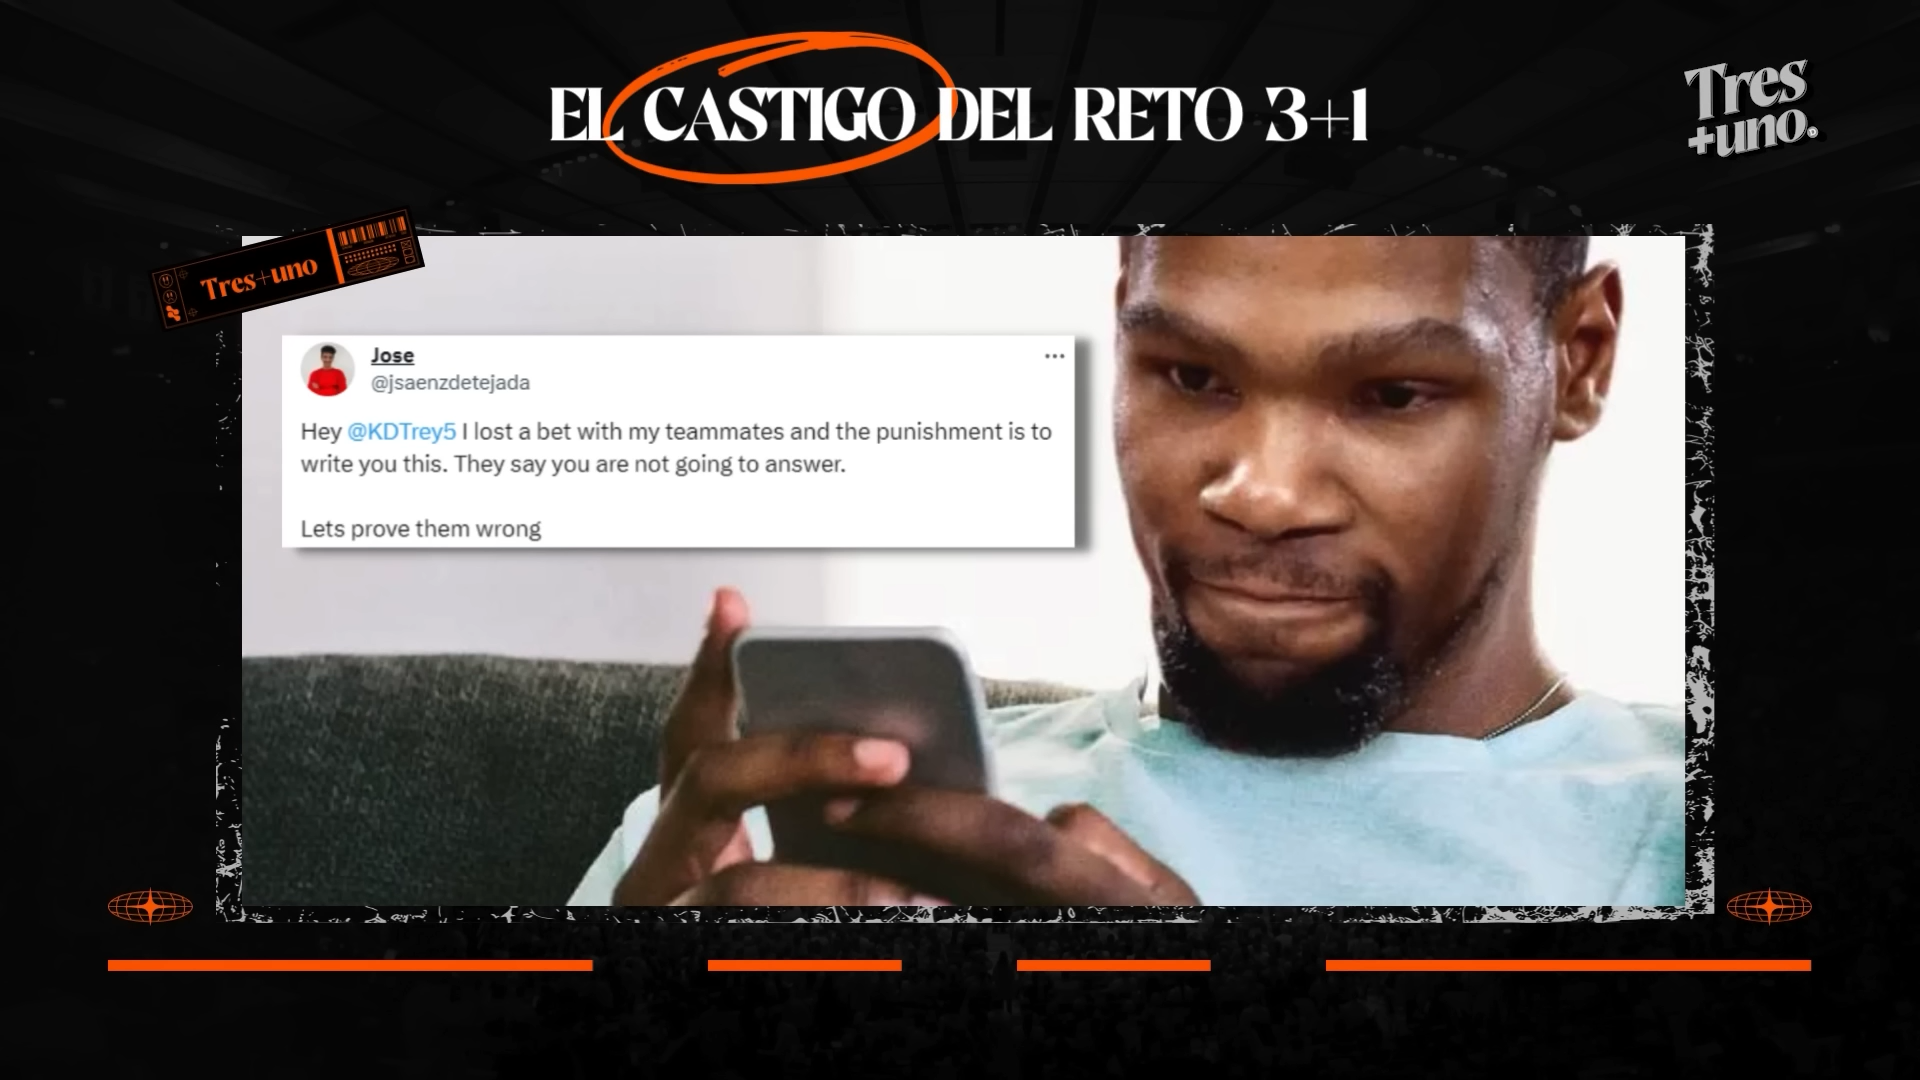 EL CASTIGO DEL RETO 3+1
Tres
+uno.
Tres+uno
Jose
@jsaenzdetejada
Hey @KDTrey5 I lost a bet with my teammates and the punishment is to
write you this. They say you are not going to answer.
Lets prove them wrong